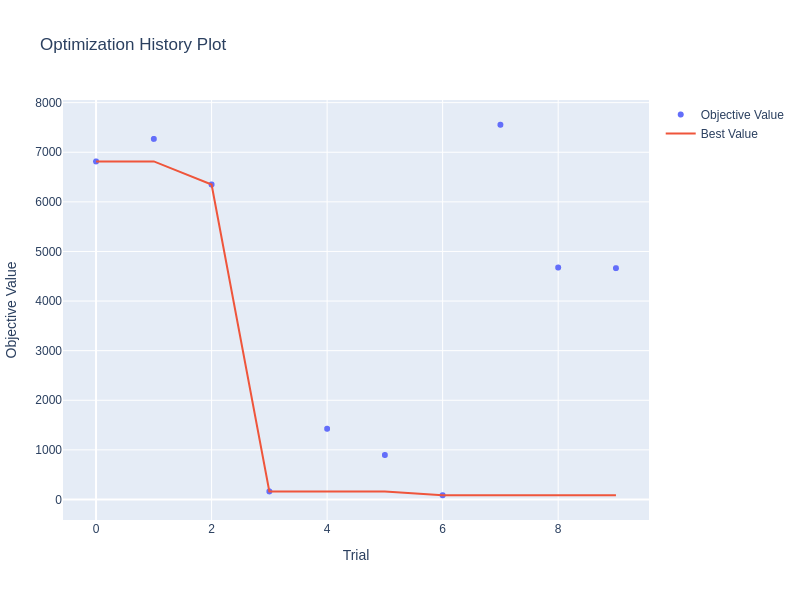 Optimization History Plot
8000
7000
6000
5000
4000
3000
2000
1000
0
Objective Value
0 2 4 6 8
Trial
Objective Value
Best Value